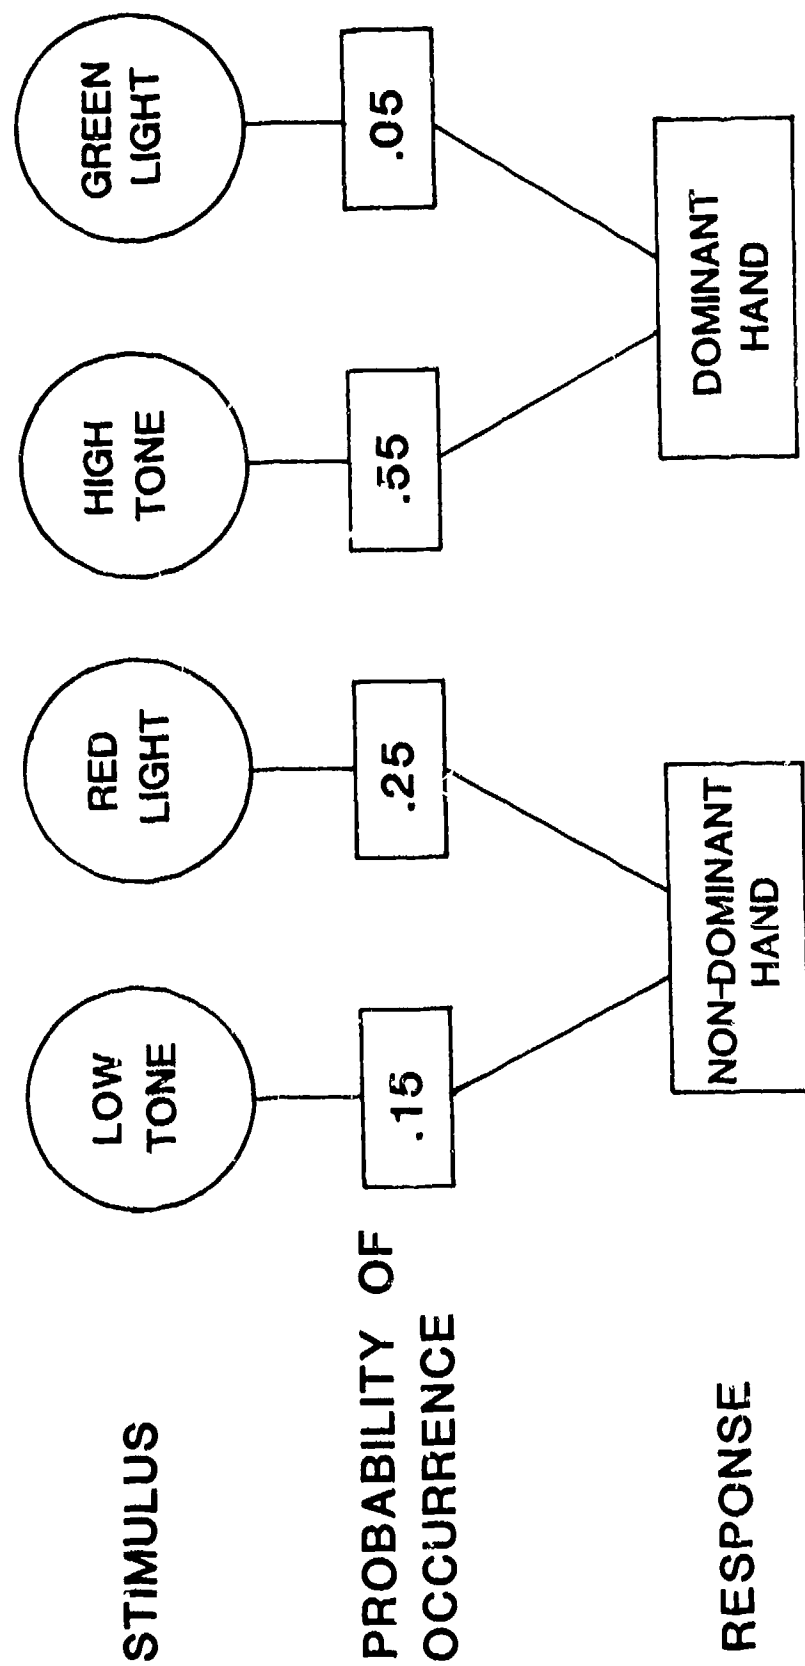 STIMULUS
LOW
TONE
RED
LIGHT
HIGH
TONE
GREEN
LIGHT
PROBABILITY OF
OCCURRENCE
.15
.25
.55
.05
RESPONSE
NON-DOMINANT
HAND
DOMINANT
HAND